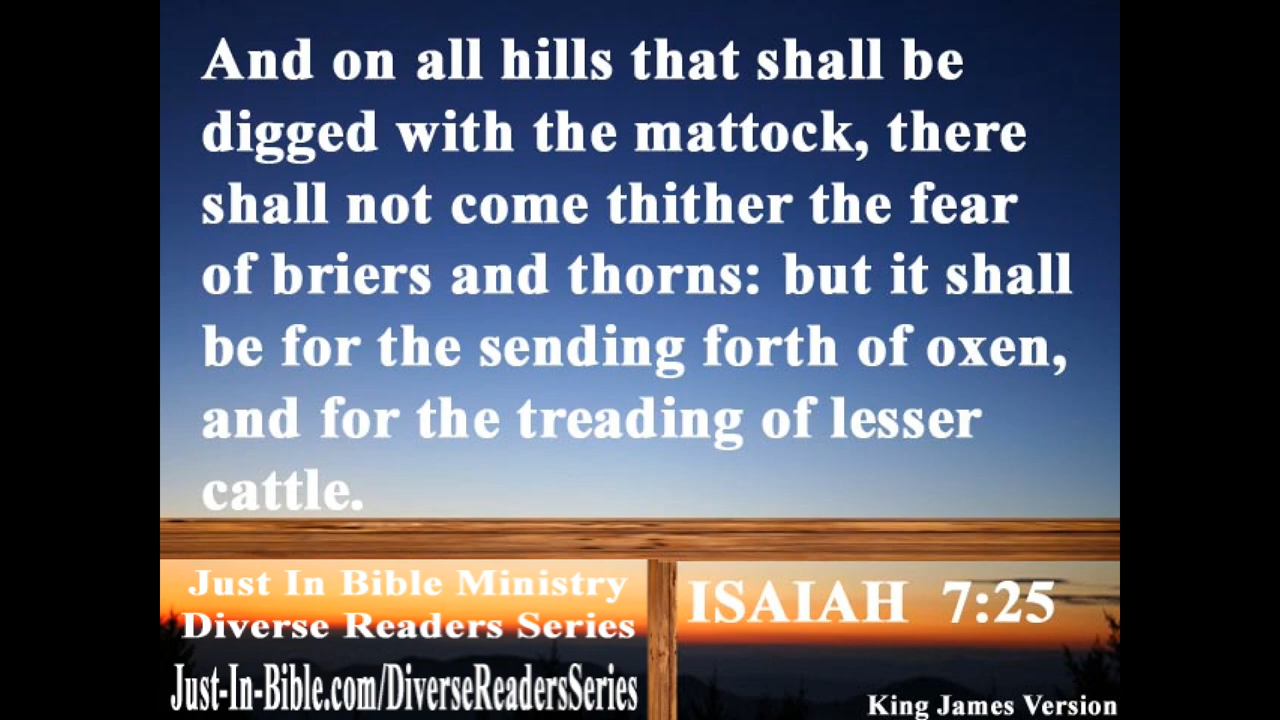 And on all hills that shall be
digged with the mattock, there
shall not come thither the fear
of briers and thorns: but it shall
be for the sending forth of oxen,
and for the treading of lesser
cattle.
Just In Bible Ministry
Diverse Readers Series
Just-In-Bible.com/DiverseReadersSeries
ISAIAH 7:25
King James Version